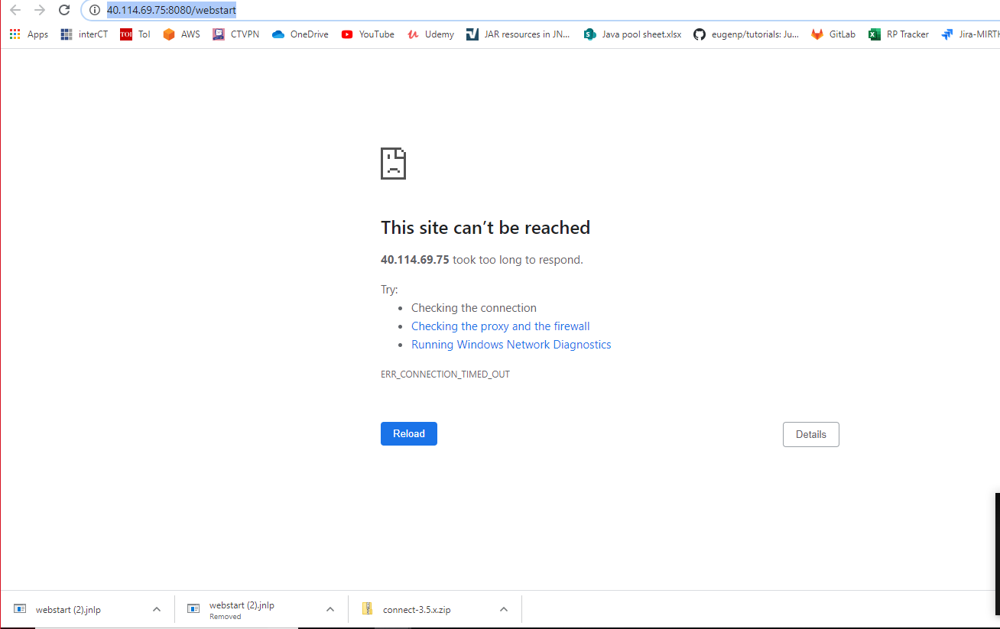 40.114.69.75:8080/webstart
Apps interCT TOI ToI AWS CTVPN OneDrive YouTube Udemy JAR resources in JN... Java pool sheet.xlsx eugenp/tutorials: Ju... GitLab RP Tracker Jira-MIRTH
This site can’t be reached
40.114.69.75 took too long to respond.
Try:
• Checking the connection
• Checking the proxy and the firewall
• Running Windows Network Diagnostics
ERR_CONNECTION_TIMED_OUT
Reload Details
webstart (2).jnlp webstart (2).jnlp connect-3.5.x.zip
Removed